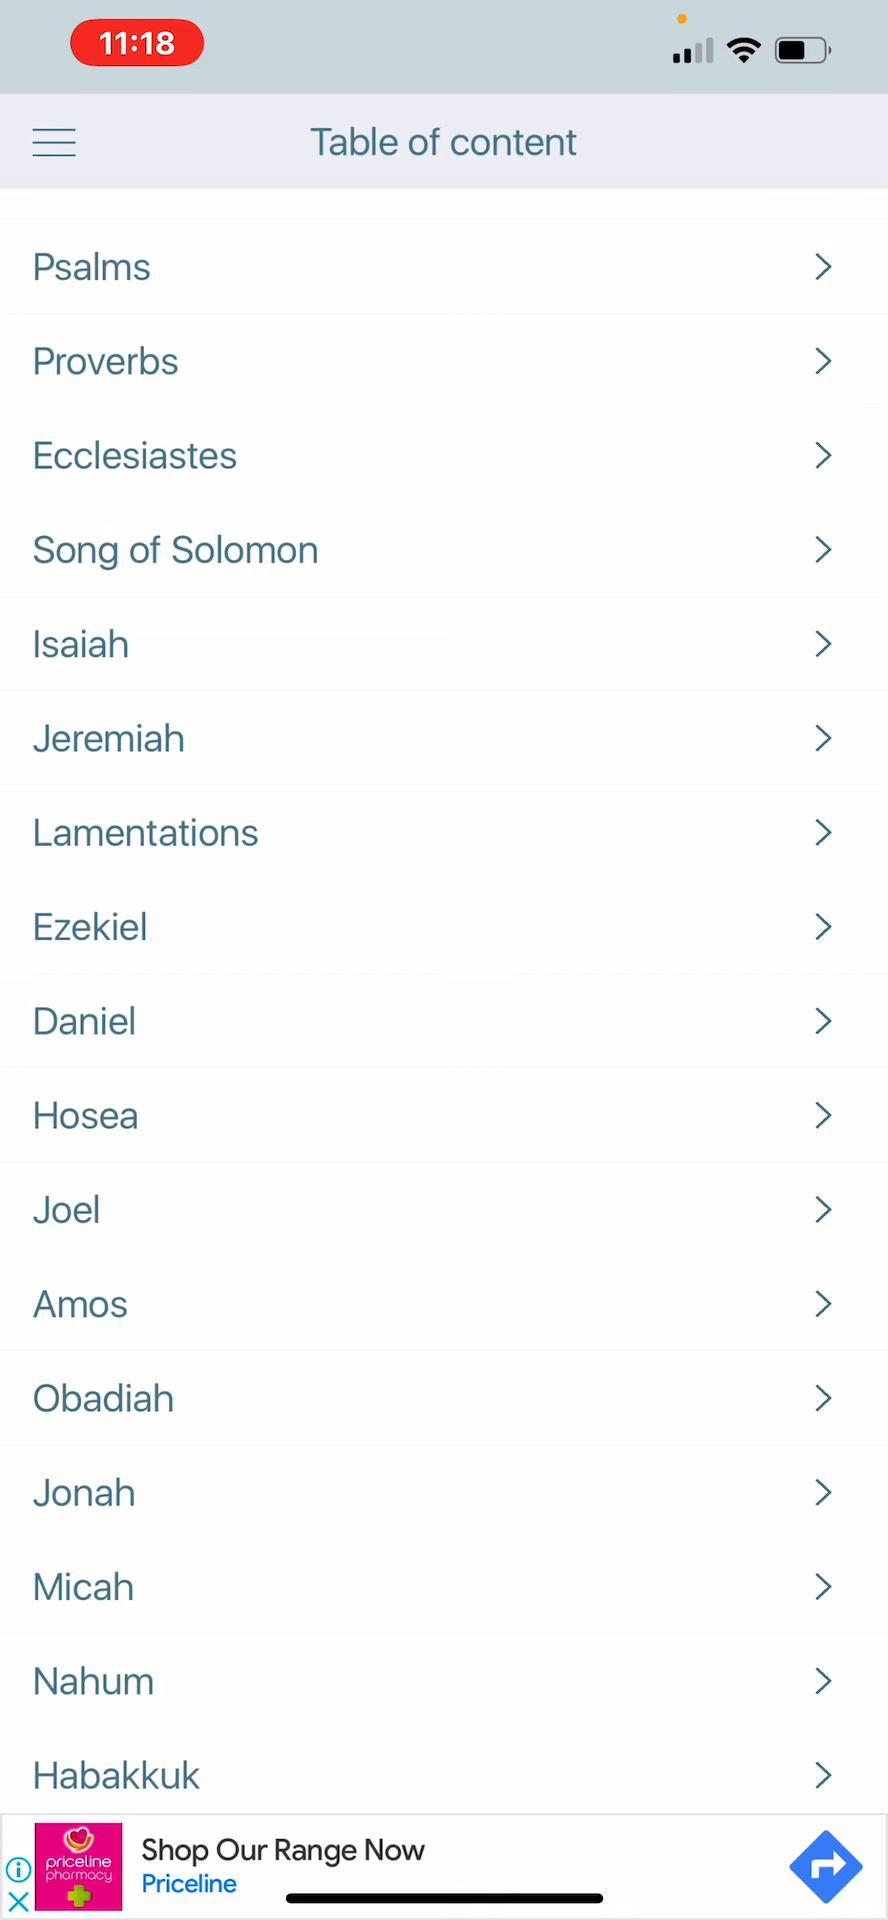 11:18
Table of content
Psalms
Proverbs
Ecclesiastes
Song of Solomon
Isaiah
Jeremiah
Lamentations
Ezekiel
Daniel
Hosea
Joel
Amos
Obadiah
Jonah
Micah
Nahum
Habakkuk
priceline
pharmacy
Shop Our Range Now
Priceline